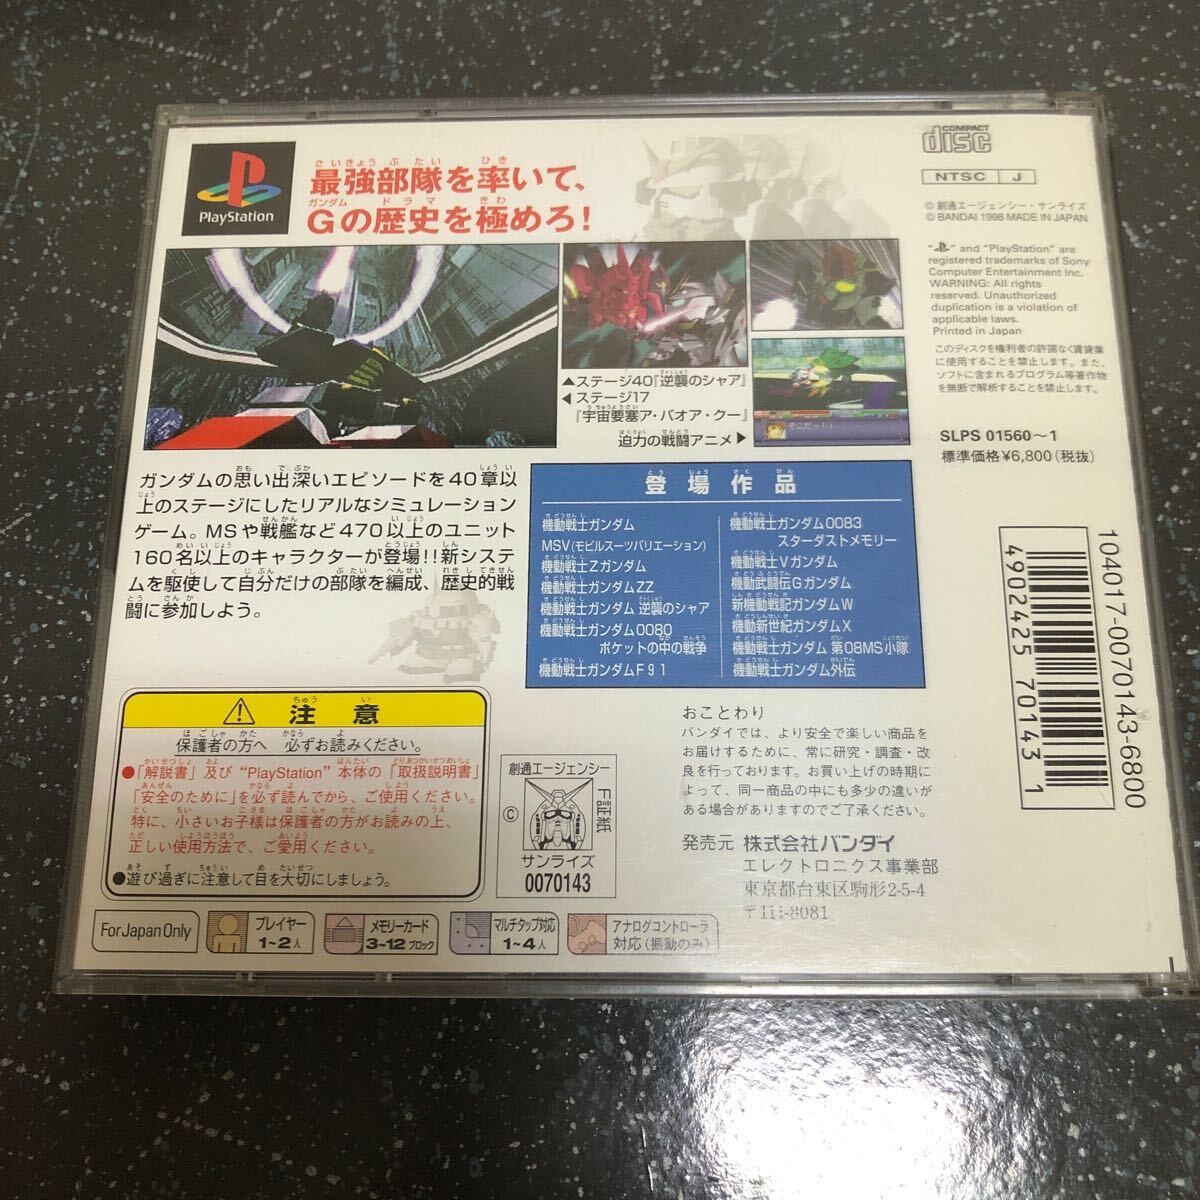 PlayStation
さいきょう ぶ たい ひき
最強部隊を率いて、
ガンダム ドラマ きわ
Gの歴史を極めろ!
▲ステージ40『逆襲のシャア』
◀ステージ17
『宇宙要塞ア・バオア・クー』
迫力の戦闘アニメ▶
そこだっ!!
ガンダムの思い出深いエピソードを40章以
上のステージにしたリアルなシミュレーション
ゲーム。MSや戦艦など470以上のユニット
160名以上のキャラクターが登場!!新システ
ムを駆使して自分だけの部隊を編成、歴史的戦
闘に参加しよう。
登場作品
機動戦士ガンダム
MSV(モビルスーツバリエーション)
機動戦士Zガンダム
機動戦士ガンダムZZ
機動戦士ガンダム 逆襲のシャア
機動戦士ガンダム0080
ポケットの中の戦争
機動戦士ガンダムF91
機動戦士ガンダム0083
スターダストメモリー
機動戦士Vガンダム
機動武闘伝Gガンダム
新機動戦記ガンダムW
機動新世紀ガンダムX
機動戦士ガンダム 第08MS小隊
機動戦士ガンダム外伝
注意
保護者の方へ 必ずお読みください。
●「解説書」及び“PlayStation”本体の「取扱説明書」
「安全のために」を必ず読んでから、ご使用ください。
特に、小さいお子様は保護者の方がお読みの上、
正しい使用方法で、ご愛用ください。
●遊び過ぎに注意して目を大切にしましょう。
創通エージェンシー
©
F証紙
サンライズ
0070143
おことわり
バンダイでは、より安全で楽しい商品を
お届けするために、常に研究・調査・改
良を行っております。お買い上げの時期に
よって、同一商品の中にも多少の違いが
ある場合がありますのでご了承ください。
発売元 株式会社バンダイ
エレクトロニクス事業部
東京都台東区駒形2-5-4
〒111-8081
For Japan Only
プレイヤー
1~2人
メモリーカード
3~12ブロック
マルチタップ対応
1~4人
アナログコントローラ
対応(振動のみ)
COMPACT
disc
NTSC J
© 創通エージェンシー・サンライズ
© BANDAI 1998 MADE IN JAPAN
“PS” and “PlayStation” are
registered trademarks of Sony
Computer Entertainment Inc.
WARNING: All rights
reserved. Unauthorized
duplication is a violation of
applicable laws.
Printed in Japan
このディスクを権利者の許諾なく賃貸業
に使用することを禁止します。また、
ソフトに含まれるプログラム等著作物
を無断で解析することを禁止します。
SLPS 01560~1
標準価格¥6,800(税抜)
104017-0070143-6800
4902425 701431